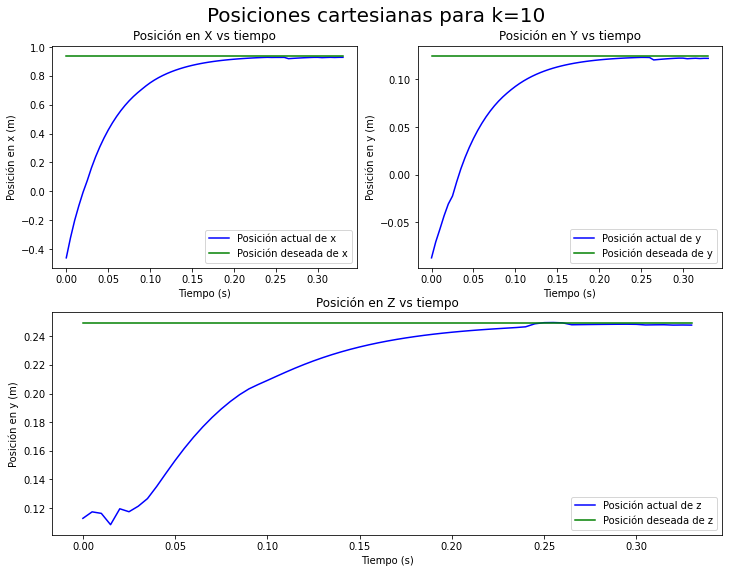 Posiciones cartesianas para k=10
Posición en X vs tiempo
Posición en x (m)
1.0
0.8
0.6
0.4
0.2
0.0
−0.2
−0.4
Posición actual de x
Posición deseada de x
0.00 0.05 0.10 0.15 0.20 0.25 0.30
Tiempo (s)
Posición en Y vs tiempo
Posición en y (m)
0.10
0.05
0.00
−0.05
Posición actual de y
Posición deseada de y
0.00 0.05 0.10 0.15 0.20 0.25 0.30
Tiempo (s)
Posición en Z vs tiempo
Posición en y (m)
0.24
0.22
0.20
0.18
0.16
0.14
0.12
Posición actual de z
Posición deseada de z
0.00 0.05 0.10 0.15 0.20 0.25 0.30
Tiempo (s)